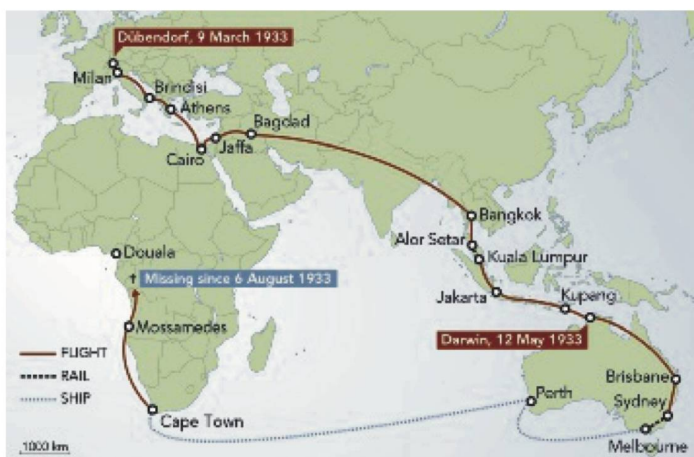 Dübendorf, 9 March 1933
Milan
Brindisi
Athens
Bagdad
Cairo
Jaffa
Bangkok
Alor Setar
Douala
Kuala Lumpur
† Missing since 6 August 1933
Jakarta
Kupang
Mossamedes
Darwin, 12 May 1933
FLIGHT
RAIL
SHIP
Brisbane
Perth
Sydney
Cape Town
Melbourne
1000 km